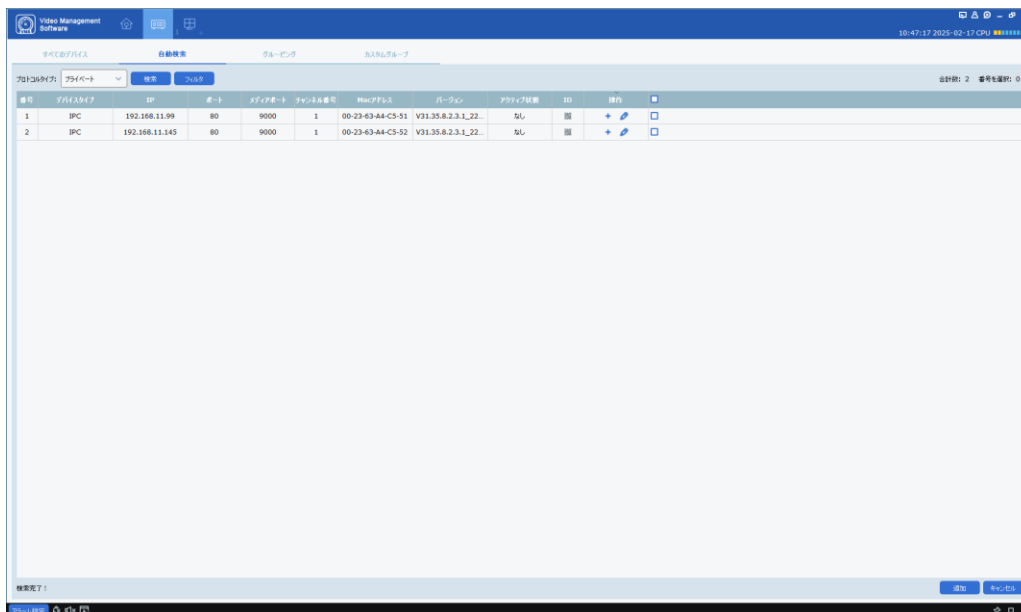 Video Management
Software
10:47:17 2025-02-17 CPU
すべてのデバイス 自動検索 グルーピング カスタムグループ
プロトコルタイプ: プライベート 検索 フィルタ 合計数: 2 番号を選択: 0
番号 デバイスタイプ IP ポート メディアポート チャンネル番号 Macアドレス バージョン アクティブ状態 ID 操作
1 IPC 192.168.11.99 80 9000 1 00-23-63-A4-C5-51 V31.35.8.2.3.1_22... なし + 
2 IPC 192.168.11.145 80 9000 1 00-23-63-A4-C5-52 V31.35.8.2.3.1_22... なし +
検索完了!
追加 キャンセル
アラーム検索